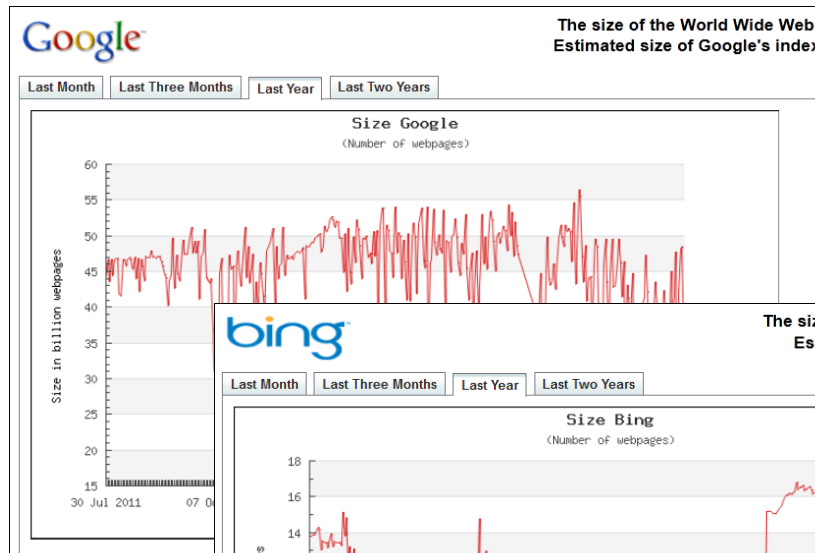 Google
The size of the World Wide Web
Estimated size of Google's index
Last Month Last Three Months Last Year Last Two Years
Size Google
(Number of webpages)
60
55
50
45
40
35
30
25
20
15
Size in billion webpages
30 Jul 2011 07
bing
Last Month Last Three Months Last Year Last Two Years
The
Size Bing
(Number of webpages)
18
16
14